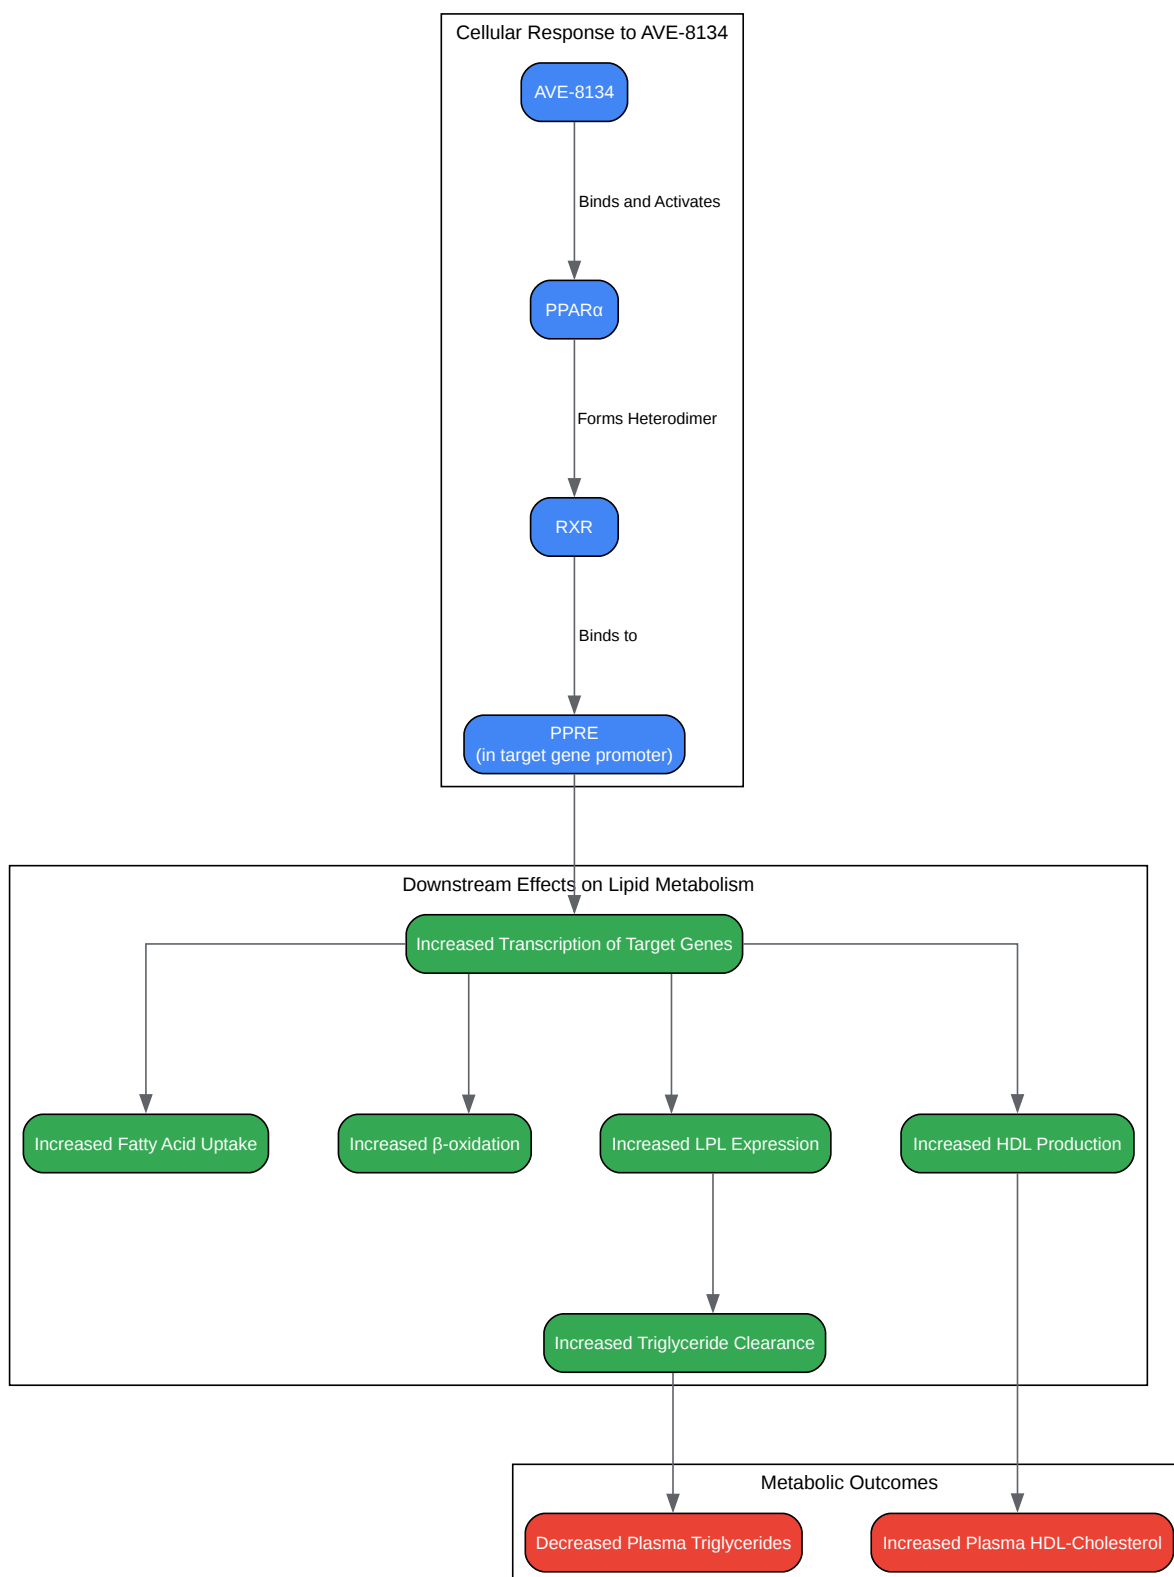 Cellular Response to AVE-8134
AVE-8134
Binds and Activates
PPARα
Forms Heterodimer
RXR
Binds to
PPRE
(in target gene promoter)
Downstream Effects on Lipid Metabolism
Increased Transcription of Target Genes
Increased Fatty Acid Uptake
Increased β-oxidation
Increased LPL Expression
Increased HDL Production
Increased Triglyceride Clearance
Metabolic Outcomes
Decreased Plasma Triglycerides
Increased Plasma HDL-Cholesterol